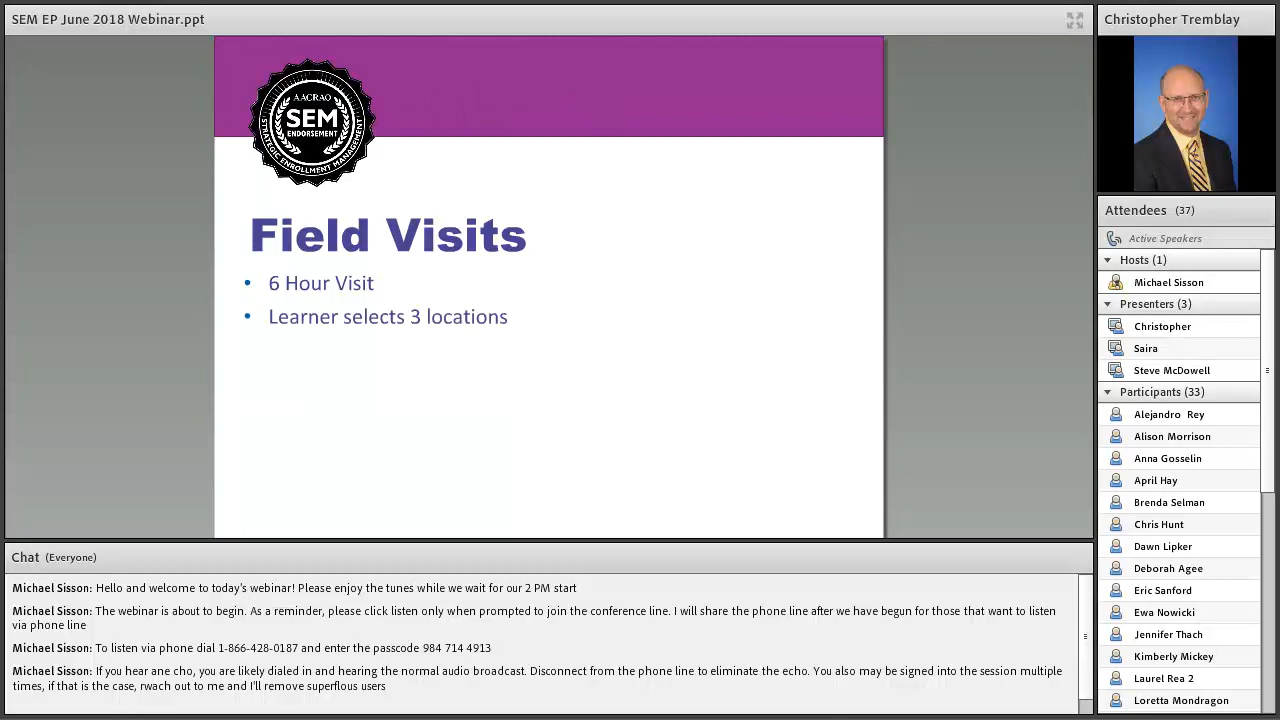 SEM EP June 2018 Webinar.ppt
AACRAO
SEM
ENDORSEMENT
STRATEGIC ENROLLMENT MANAGEMENT
Field Visits
• 6 Hour Visit
• Learner selects 3 locations
Chat (Everyone)
Michael Sisson: Hello and welcome to today's webinar! Please enjoy the tunes while we wait for our 2 PM start
Michael Sisson: The webinar is about to begin. As a reminder, please click listen only when prompted to join the conference line. I will share the phone line after we have begun for those that want to listen
via phone line
Michael Sisson: To listen via phone dial 1-866-428-0187 and enter the passcode 984 714 4913
Michael Sisson: If you hear ane cho, you are likely dialed in and hearing the normal audio broadcast. Disconnect from the phone line to eliminate the echo. You also may be signed into the session multiple
times, if that is the case, rwach out to me and I'll remove superflous users
Christopher Tremblay
Attendees (37)
Active Speakers
Hosts (1)
Michael Sisson
Presenters (3)
Christopher
Saira
Steve McDowell
Participants (33)
Alejandro Rey
Alison Morrison
Anna Gosselin
April Hay
Brenda Selman
Chris Hunt
Dawn Lipker
Deborah Agee
Eric Sanford
Ewa Nowicki
Jennifer Thach
Kimberly Mickey
Laurel Rea 2
Loretta Mondragon